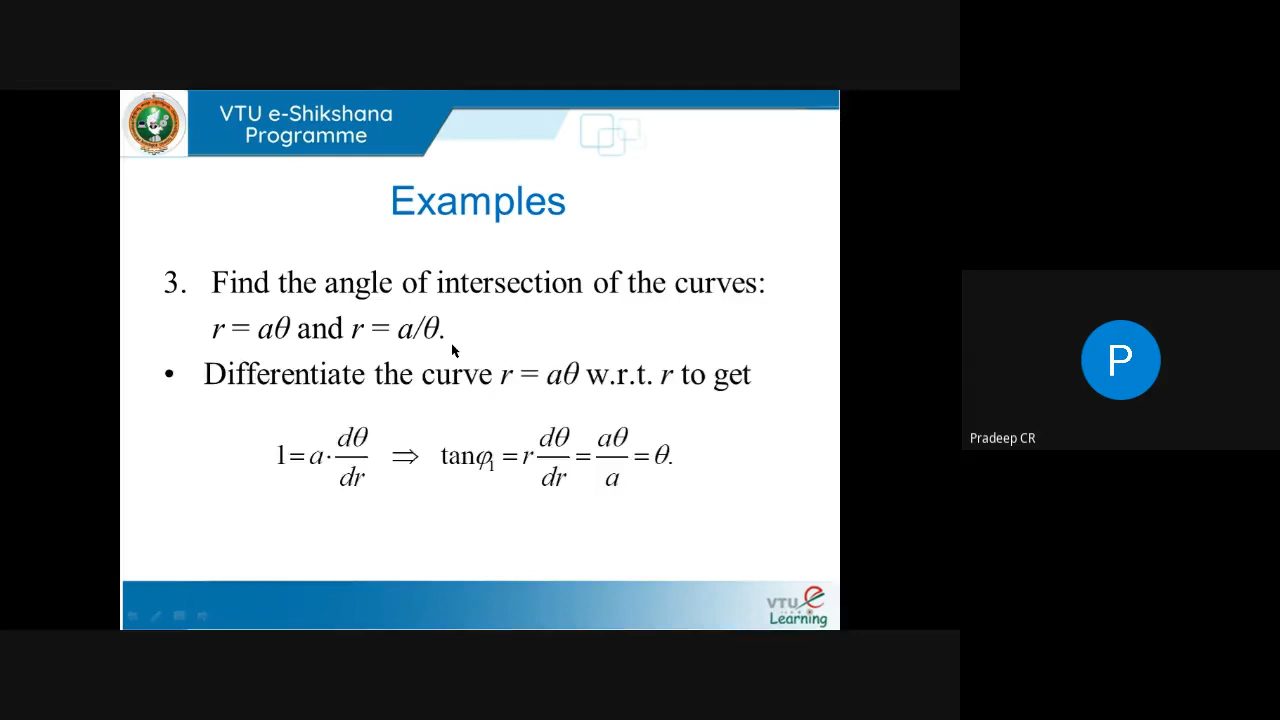 VTU e-Shikshana
Programme
Examples
3. Find the angle of intersection of the curves:
r = aθ and r = a/θ.
• Differentiate the curve r = aθ w.r.t. r to get
1 = a · dθ/dr ⇒ tanφ₁ = r dθ/dr = aθ/a = θ.
VTU e
Learning
P
Pradeep CR